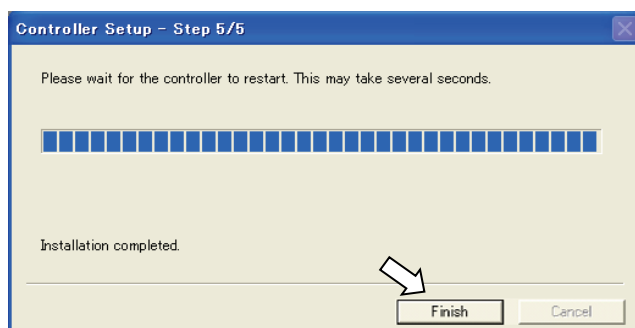 Controller Setup - Step 5/5
Please wait for the controller to restart. This may take several seconds.
Installation completed.
Finish
Cancel